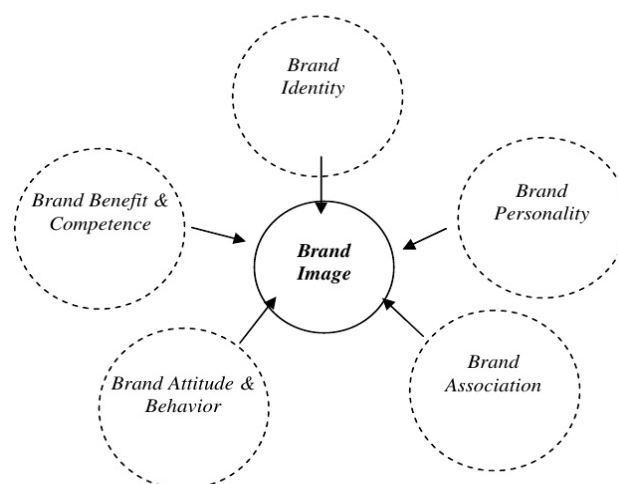 Brand
Identity
Brand Benefit &
Competence
Brand
Personality
Brand
Image
Brand Attitude &
Behavior
Brand
Association